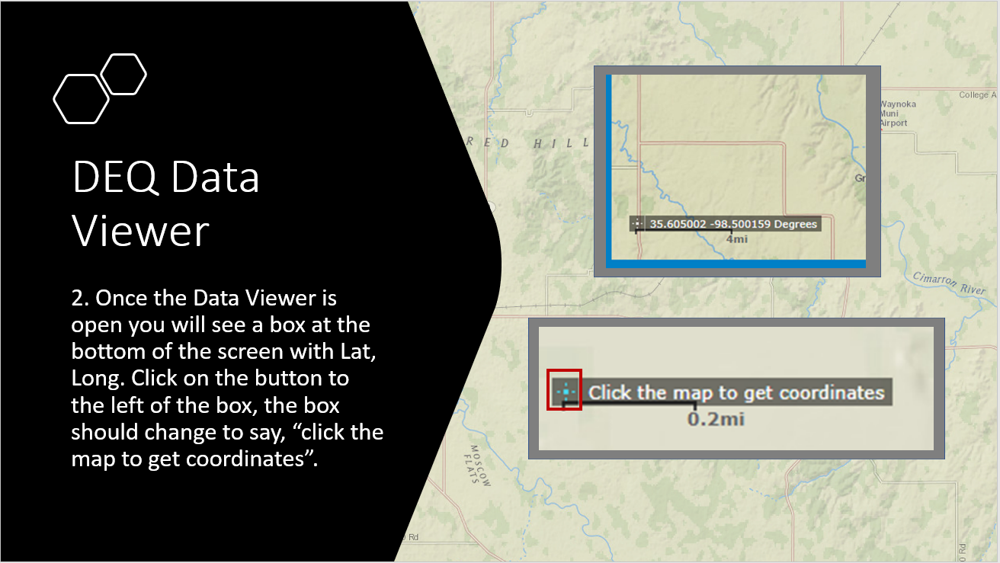 DEQ Data
Viewer
2. Once the Data Viewer is
open you will see a box at the
bottom of the screen with Lat,
Long. Click on the button to
the left of the box, the box
should change to say, “click the
map to get coordinates”.
RED HILL
College A
Waynoka
Muni
Airport
Gr
35.605002 -98.500159 Degrees
4mi
Cimarron River
Click the map to get coordinates
0.2mi
MOSCOW
FLATS
Rd
0 Rd